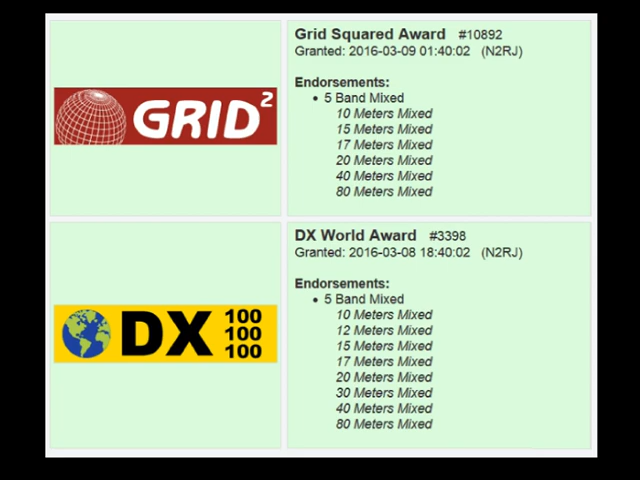 GRID2
Grid Squared Award #10892
Granted: 2016-03-09 01:40:02 (N2RJ)
Endorsements:
• 5 Band Mixed
10 Meters Mixed
15 Meters Mixed
17 Meters Mixed
20 Meters Mixed
40 Meters Mixed
80 Meters Mixed
DX 100
100
100
DX World Award #3398
Granted: 2016-03-08 18:40:02 (N2RJ)
Endorsements:
• 5 Band Mixed
10 Meters Mixed
12 Meters Mixed
15 Meters Mixed
17 Meters Mixed
20 Meters Mixed
30 Meters Mixed
40 Meters Mixed
80 Meters Mixed